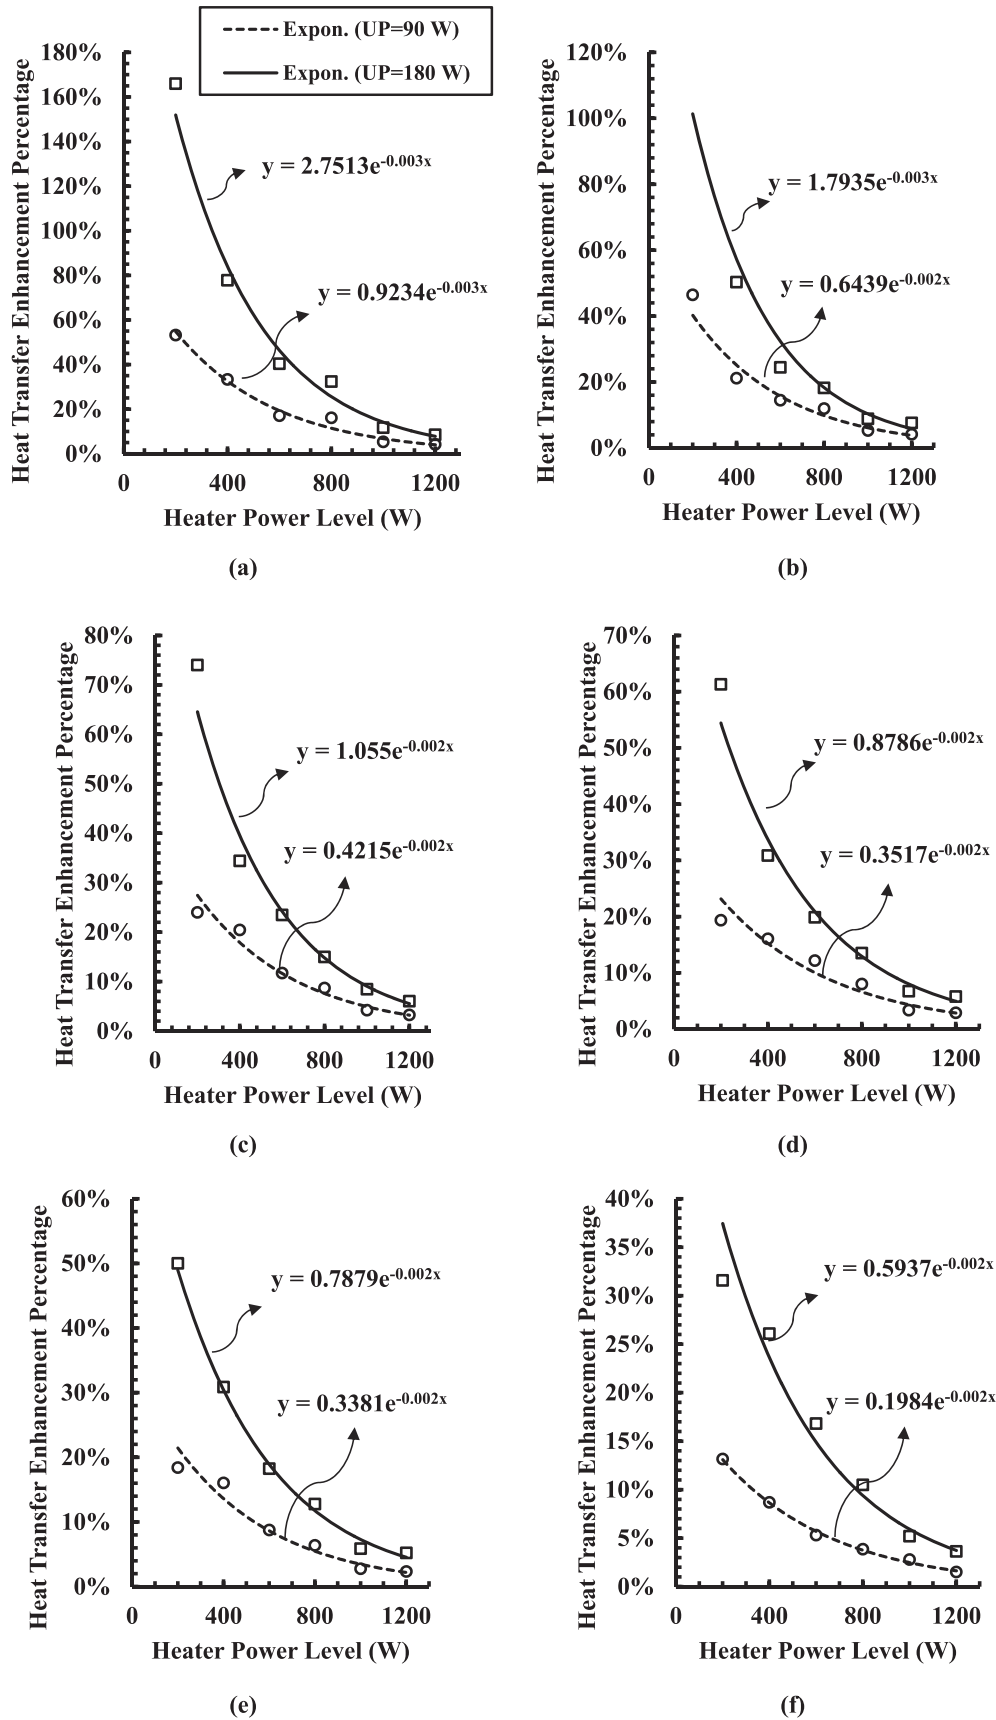 Expon. (UP=90 W)
Expon. (UP=180 W)
Heat Transfer Enhancement Percentage
180%
160%
140%
120%
100%
80%
60%
40%
20%
0%
y = 2.7513e-0.003x
y = 0.9234e-0.003x
0 400 800 1200
Heater Power Level (W)
(a)
Heat Transfer Enhancement Percentage
120%
100%
80%
60%
40%
20%
0%
y = 1.7935e-0.003x
y = 0.6439e-0.002x
0 400 800 1200
Heater Power Level (W)
(b)
Heat Transfer Enhancement Percentage
80%
70%
60%
50%
40%
30%
20%
10%
0%
y = 1.055e-0.002x
y = 0.4215e-0.002x
0 400 800 1200
Heater Power Level (W)
(c)
Heat Transfer Enhancement Percentage
70%
60%
50%
40%
30%
20%
10%
0%
y = 0.8786e-0.002x
y = 0.3517e-0.002x
0 400 800 1200
Heater Power Level (W)
(d)
Heat Transfer Enhancement Percentage
60%
50%
40%
30%
20%
10%
0%
y = 0.7879e-0.002x
y = 0.3381e-0.002x
0 400 800 1200
Heater Power Level (W)
(e)
Heat Transfer Enhancement Percentage
40%
35%
30%
25%
20%
15%
10%
5%
0%
y = 0.5937e-0.002x
y = 0.1984e-0.002x
0 400 800 1200
Heater Power Level (W)
(f)